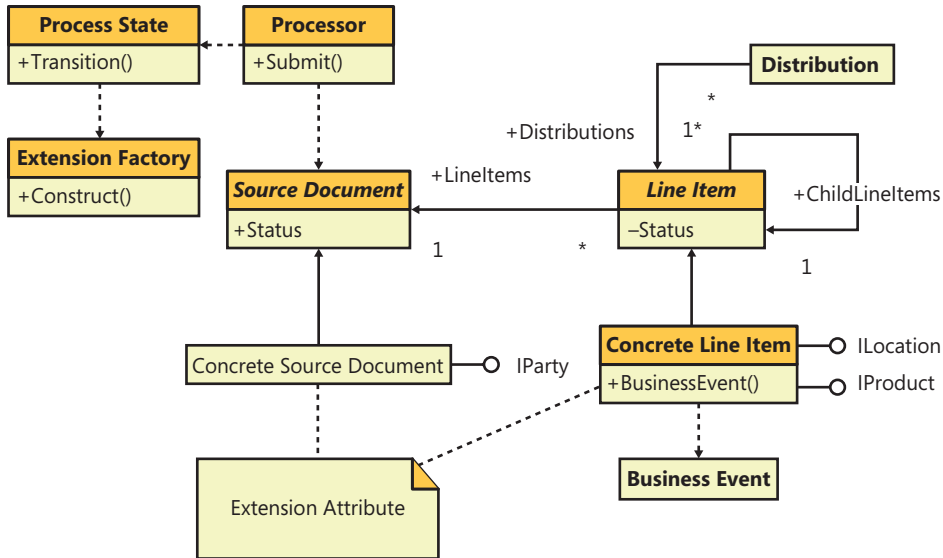 Process State
+Transition()
Processor
+Submit()
Distribution
*
+Distributions
1*
Extension Factory
+Construct()
Source Document
+Status
+LineItems
Line Item
–Status
+ChildLineItems
1
*
1
Concrete Source Document
IParty
Concrete Line Item
+BusinessEvent()
ILocation
IProduct
Extension Attribute
Business Event